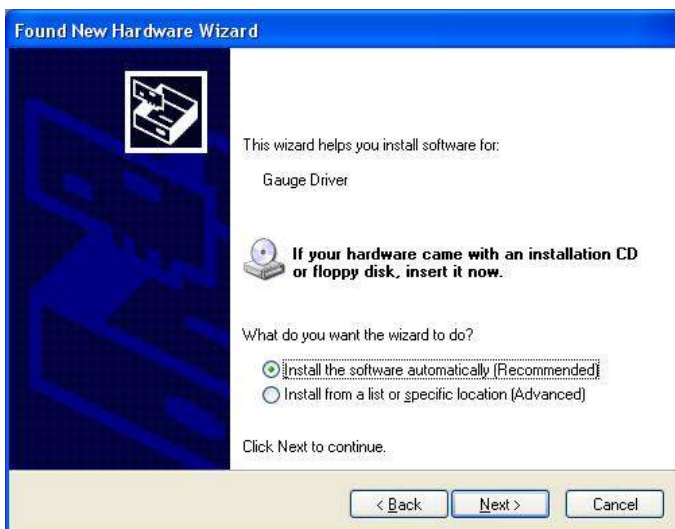 Found New Hardware Wizard
This wizard helps you install software for:
Gauge Driver
If your hardware came with an installation CD
or floppy disk, insert it now.
What do you want the wizard to do?
Install the software automatically (Recommended)
Install from a list or specific location (Advanced)
Click Next to continue.
< Back Next > Cancel